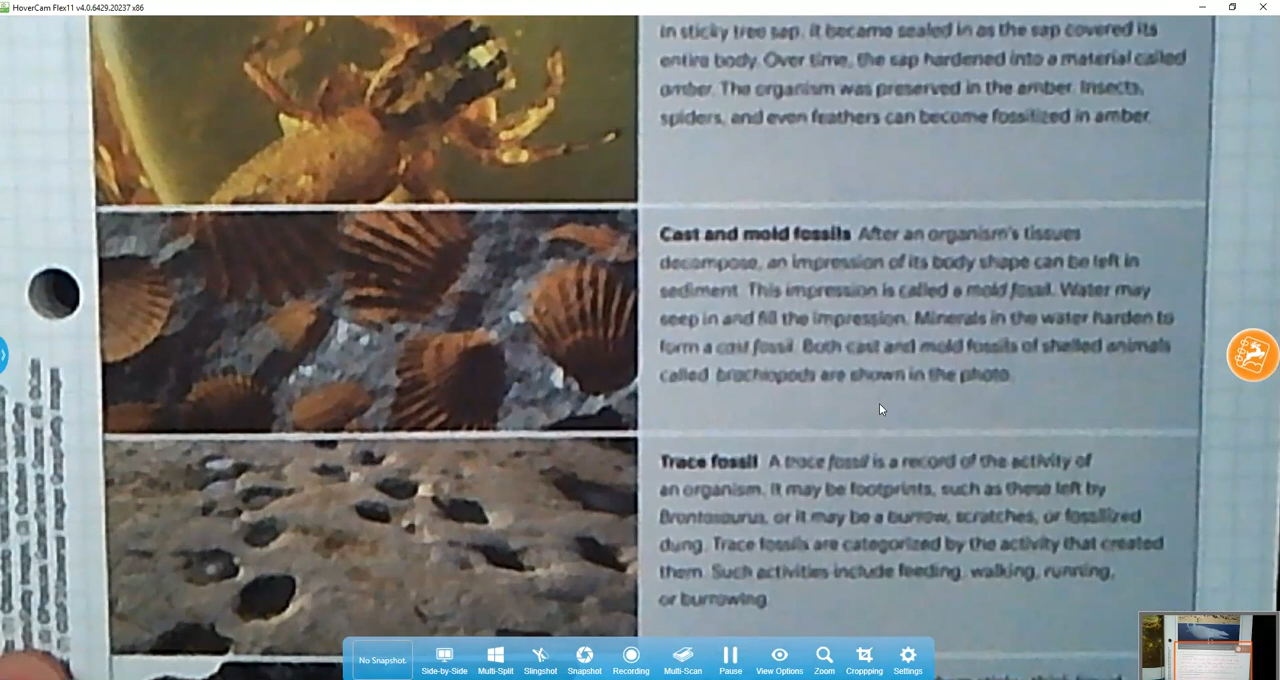 HoverCam Flex11 v4.0.6429.20237 x86
in sticky tree sap. It became sealed in as the sap covered its
entire body. Over time, the sap hardened into a material called
amber. The organism was preserved in the amber. Insects,
spiders, and even feathers can become fossilized in amber.
Cast and mold fossils After an organism's tissues
decompose, an impression of its body shape can be left in
sediment. This impression is called a mold fossil. Water may
seep in and fill the impression. Minerals in the water harden to
form a cast fossil. Both cast and mold fossils of shelled animals
called brachiopods are shown in the photo.
Trace fossil A trace fossil is a record of the activity of
an organism. It may be footprints, such as these left by
Brontosaurus, or it may be a burrow, scratches, or fossilized
dung. Trace fossils are categorized by the activity that created
them. Such activities include feeding, walking, running,
or burrowing.
No Snapshot.
Side-by-Side
Multi-Split
Slingshot
Snapshot
Recording
Multi-Scan
Pause
View Options
Zoom
Croppping
Settings